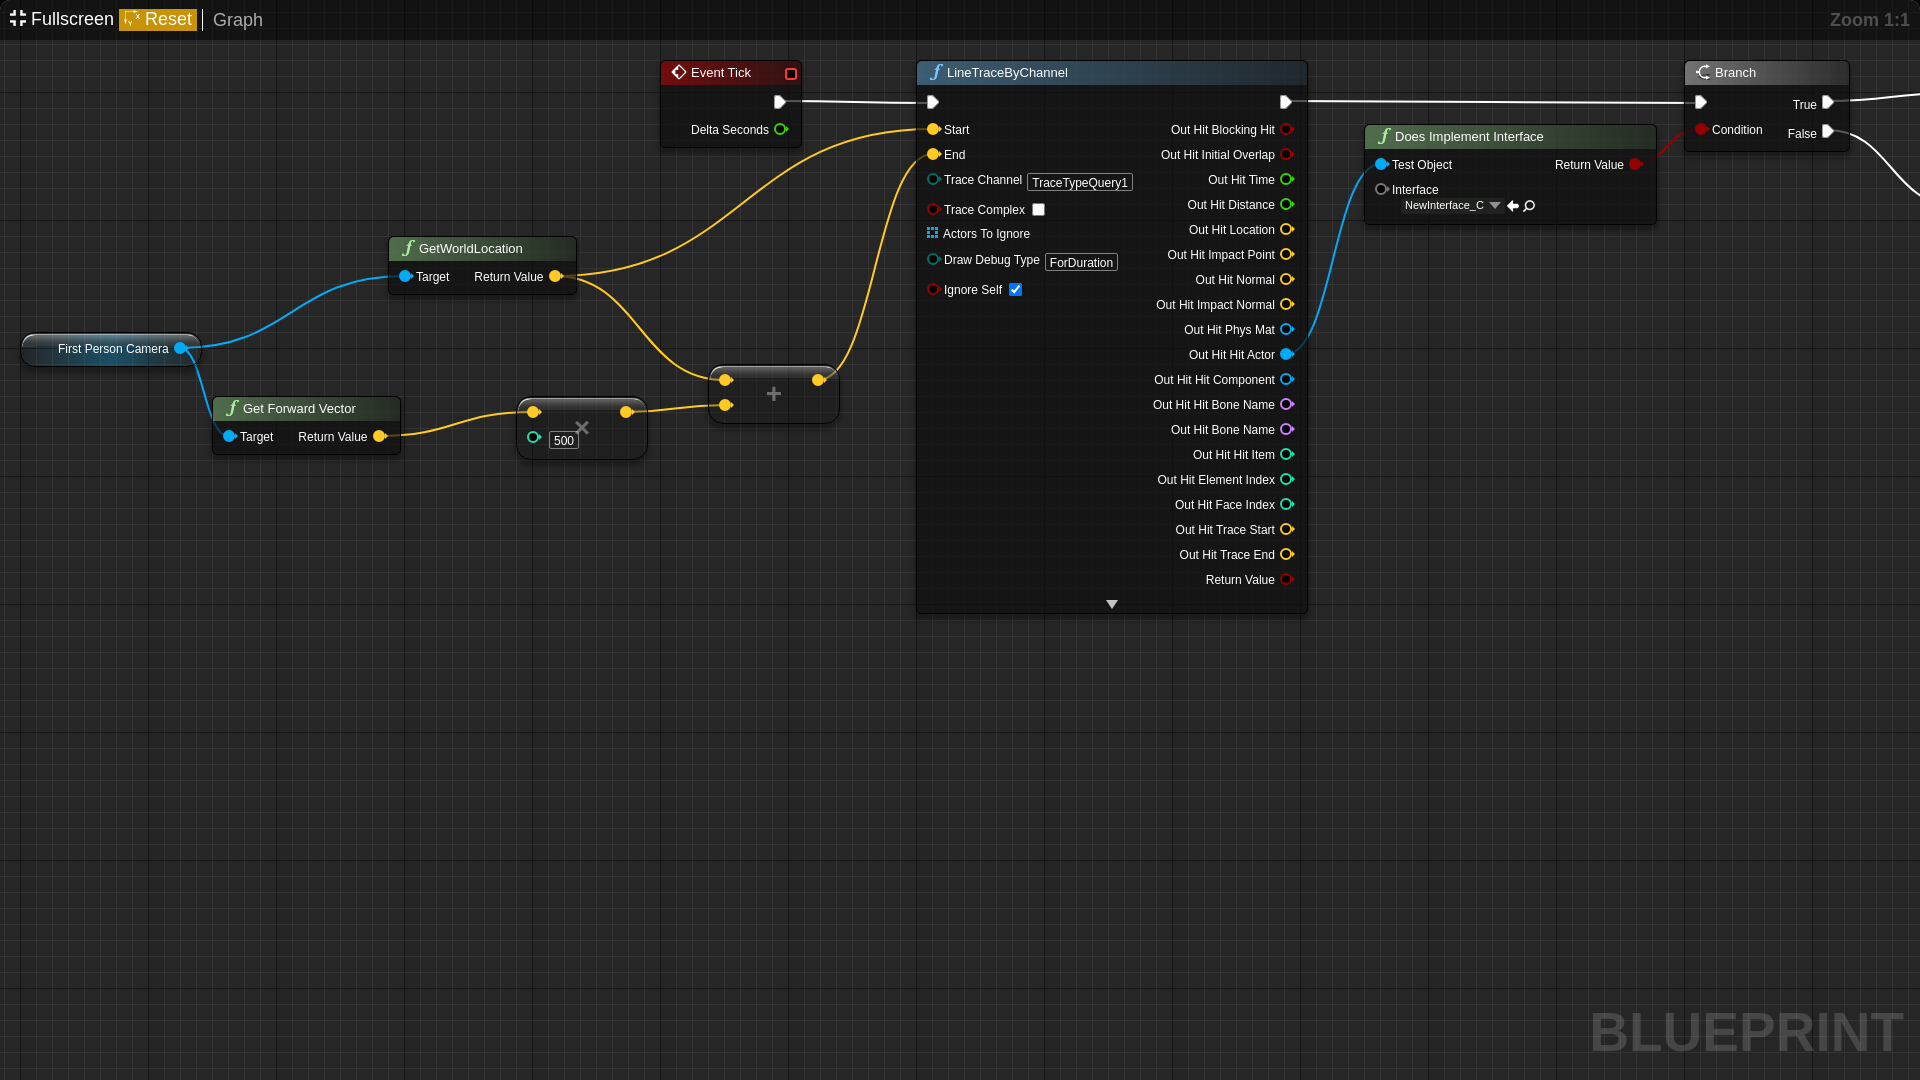 Fullscreen Reset Graph Zoom 1:1
Event Tick
Delta Seconds
LineTraceByChannel
Start
End
Trace Channel TraceTypeQuery1
Trace Complex
Actors To Ignore
Draw Debug Type ForDuration
Ignore Self
Out Hit Blocking Hit
Out Hit Initial Overlap
Out Hit Time
Out Hit Distance
Out Hit Location
Out Hit Impact Point
Out Hit Normal
Out Hit Impact Normal
Out Hit Phys Mat
Out Hit Hit Actor
Out Hit Hit Component
Out Hit Hit Bone Name
Out Hit Bone Name
Out Hit Hit Item
Out Hit Element Index
Out Hit Face Index
Out Hit Trace Start
Out Hit Trace End
Return Value
Does Implement Interface
Test Object Return Value
Interface
NewInterface_C
Branch
True
Condition False
GetWorldLocation
Target Return Value
First Person Camera
Get Forward Vector
Target Return Value
×
500
+
BLUEPRINT